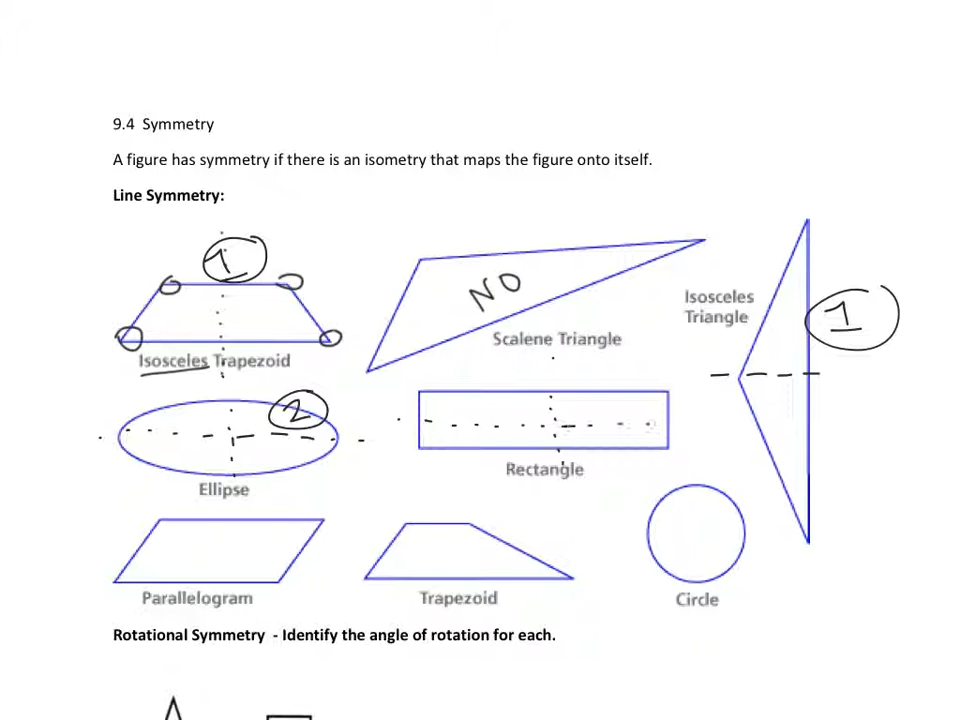 9.4 Symmetry
A figure has symmetry if there is an isometry that maps the figure onto itself.
Line Symmetry:
1
NO
Isosceles
Triangle
1
Scalene Triangle
Isosceles Trapezoid
2
Rectangle
Ellipse
Parallelogram
Trapezoid
Circle
Rotational Symmetry - Identify the angle of rotation for each.